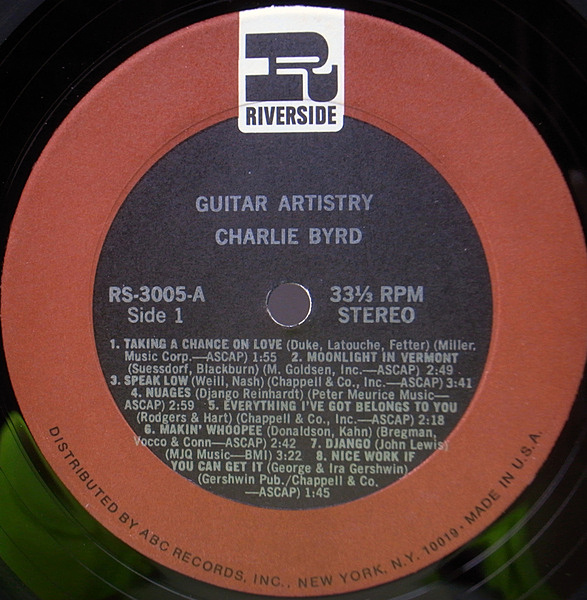 RIVERSIDE
GUITAR ARTISTRY
CHARLIE BYRD
RS-3005-A
Side 1
33⅓ RPM
STEREO
1. TAKING A CHANCE ON LOVE (Duke, Latouche, Fetter) (Miller.
Music Corp.—ASCAP) 1:55 2. MOONLIGHT IN VERMONT
(Suessdorf, Blackburn) (M. Goldsen, Inc.—ASCAP) 2:49
3. SPEAK LOW (Weill, Nash) (Chappell & Co., Inc.—ASCAP) 3:41
4. NUAGES (Django Reinhardt) (Peter Meurice Music—
ASCAP) 2:59 5. EVERYTHING I'VE GOT BELONGS TO YOU
(Rodgers & Hart) (Chappell & Co., Inc.—ASCAP) 2:18
6. MAKIN' WHOOPEE (Donaldson, Kahn) (Bregman,
Vocco & Conn—ASCAP) 2:42 7. DJANGO (John Lewis)
(MJQ Music—BMI) 3:22 8. NICE WORK IF
YOU CAN GET IT (George & Ira Gershwin)
(Gershwin Pub./Chappell & Co.
—ASCAP) 1:45
DISTRIBUTED BY ABC RECORDS, INC., NEW YORK, N.Y. 10019 • MADE IN U.S.A.